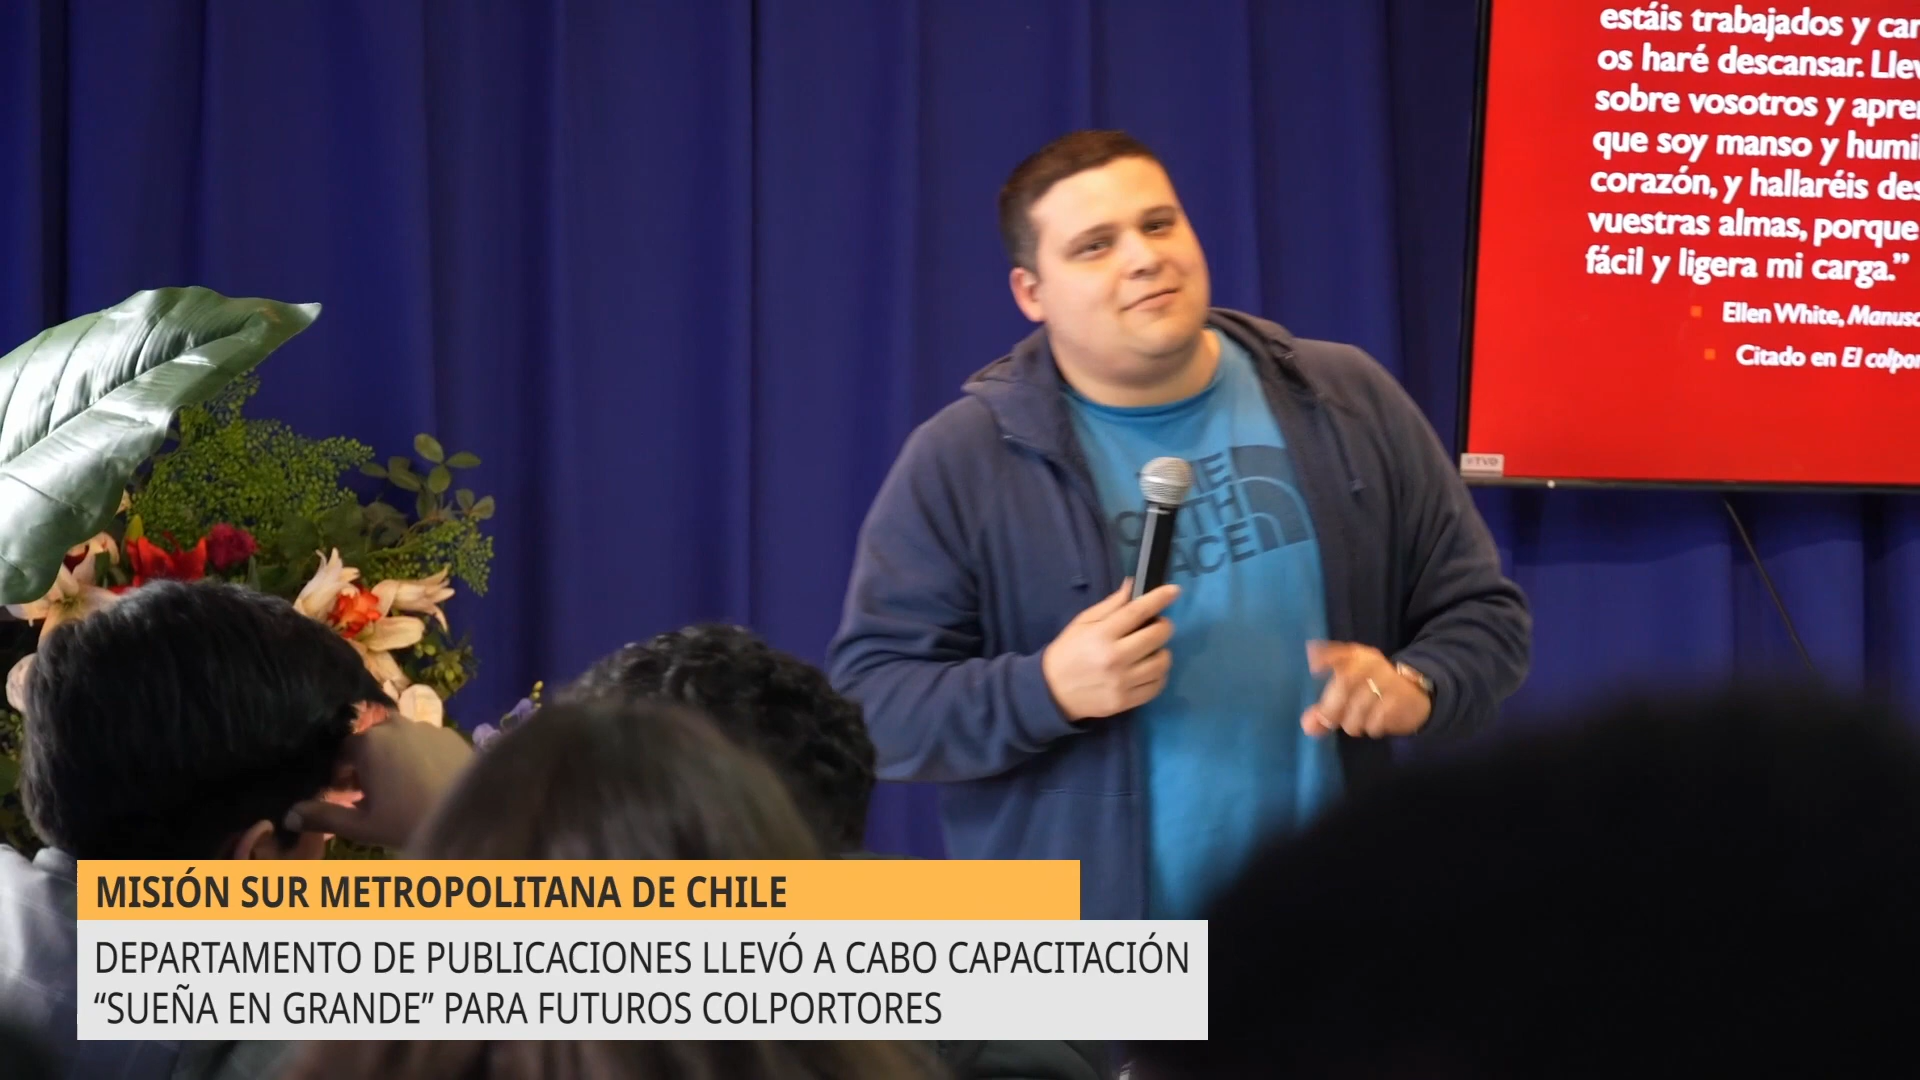 estáis trabajados y
os haré descansar.
sobre vosotros y
que soy manso y
corazón, y hallaréis
vuestras almas, porque
fácil y ligera mi carga.”
Ellen White,
Citado en El
NORTH
MISIÓN SUR METROPOLITANA DE CHILE
DEPARTAMENTO DE PUBLICACIONES LLEVÓ A CABO CAPACITACIÓN
“SUEÑA EN GRANDE” PARA FUTUROS COLPORTORES